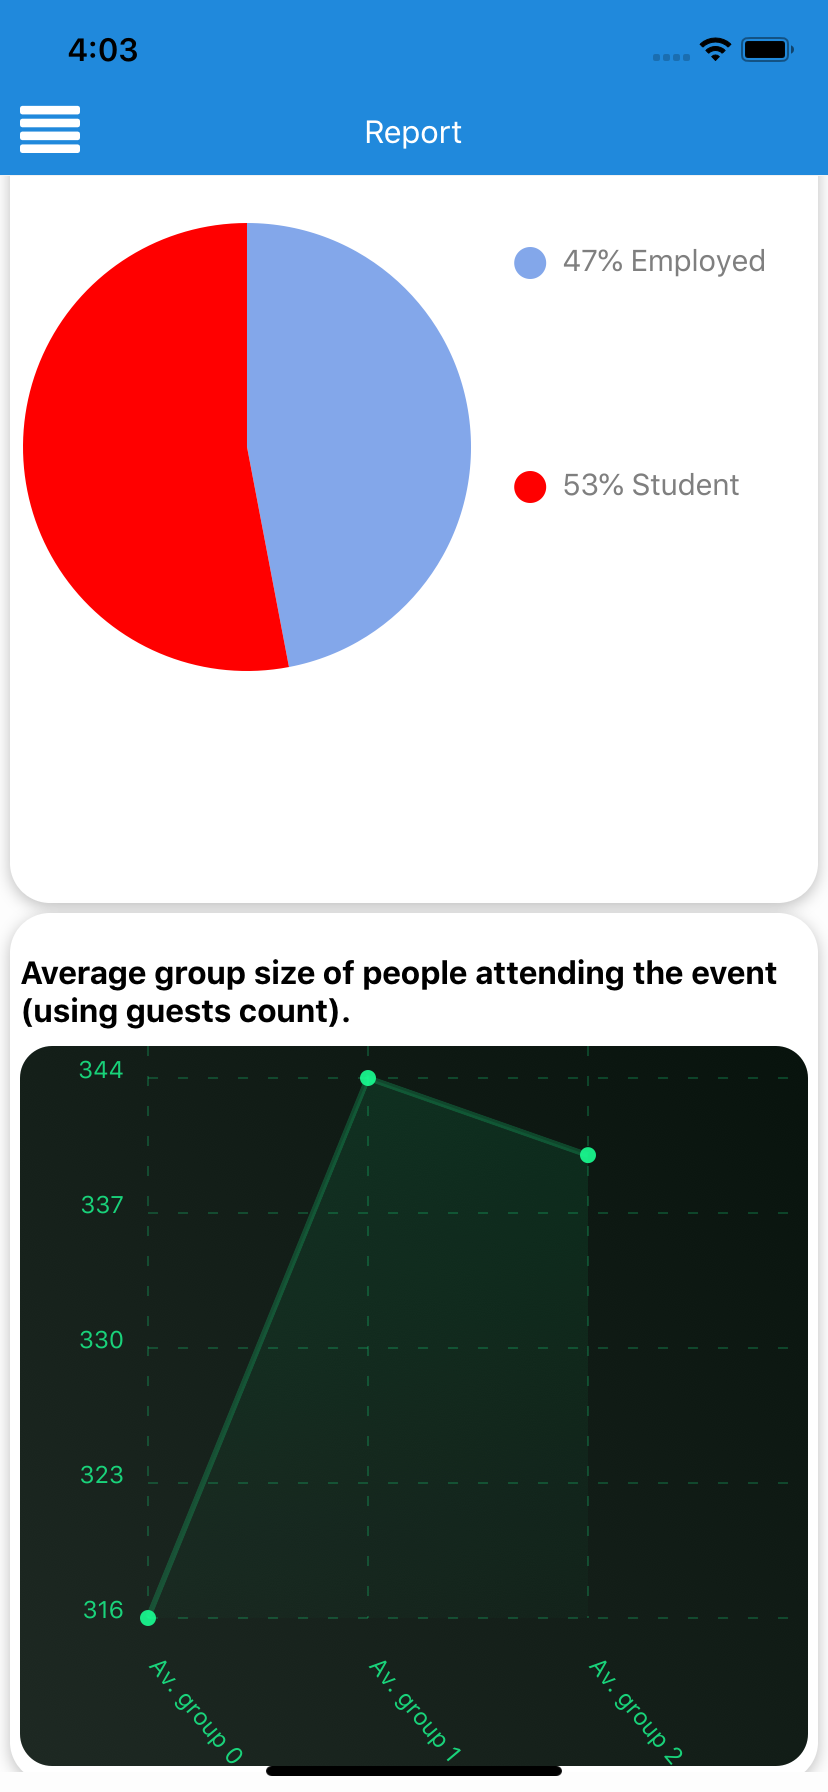 4:03
Report
47% Employed
53% Student
Average group size of people attending the event
(using guests count).
344
337
330
323
316
Av. group 0
Av. group 1
Av. group 2